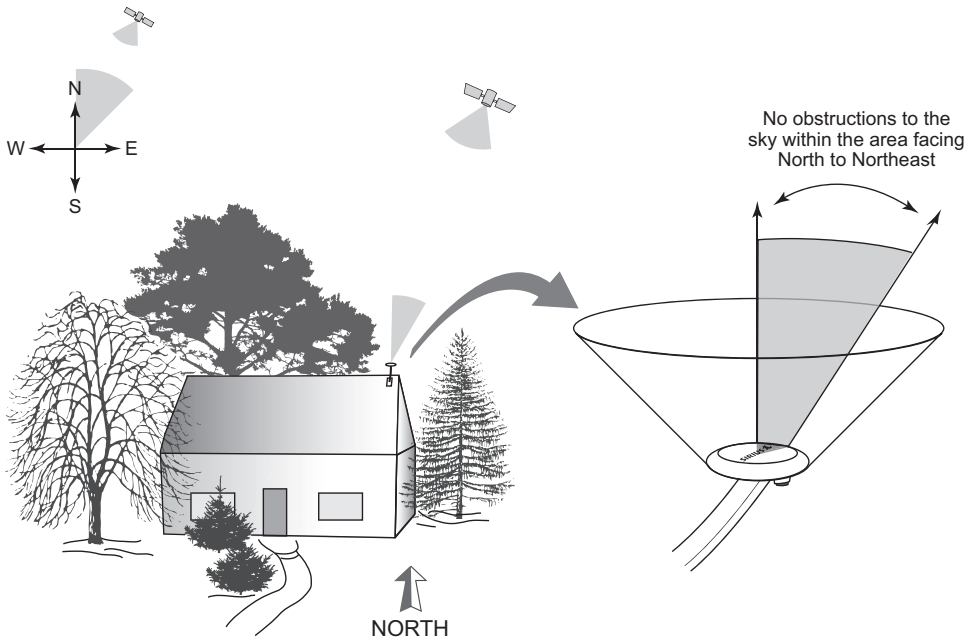 N
W
E
S
No obstructions to the
sky within the area facing
North to Northeast
NORTH